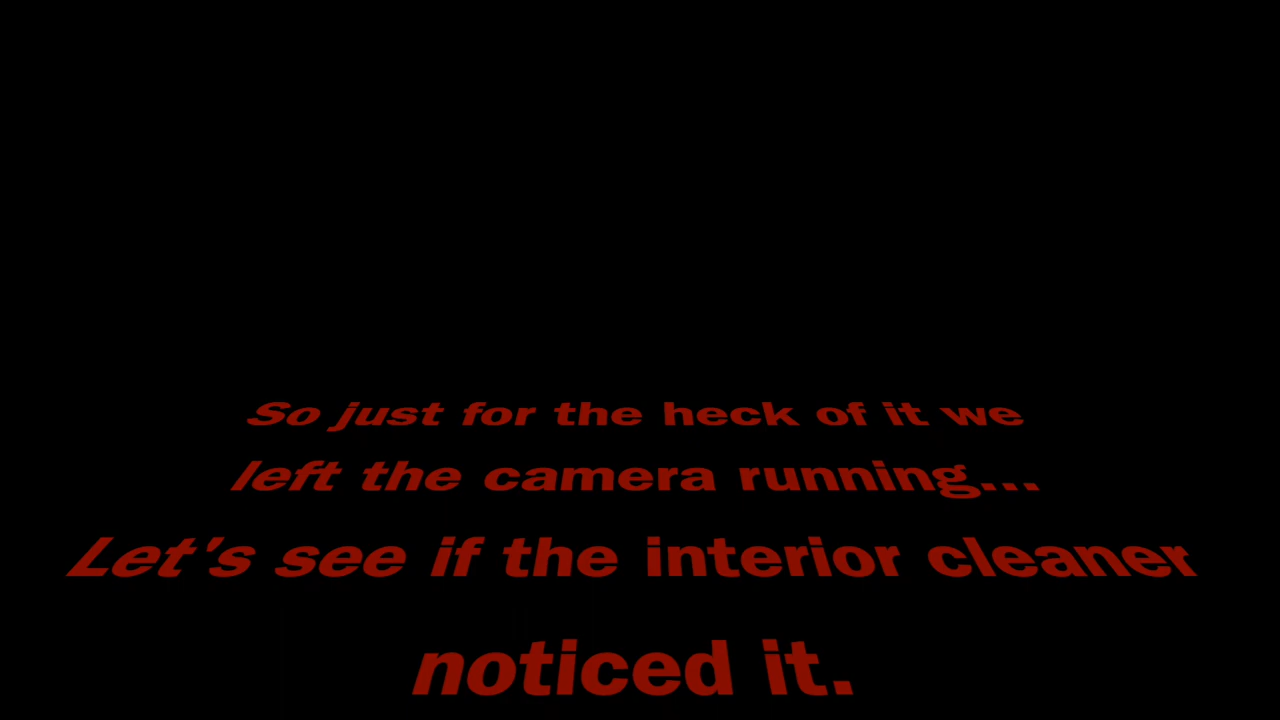 So just for the heck of it we
left the camera running...
Let's see if the interior cleaner
noticed it.